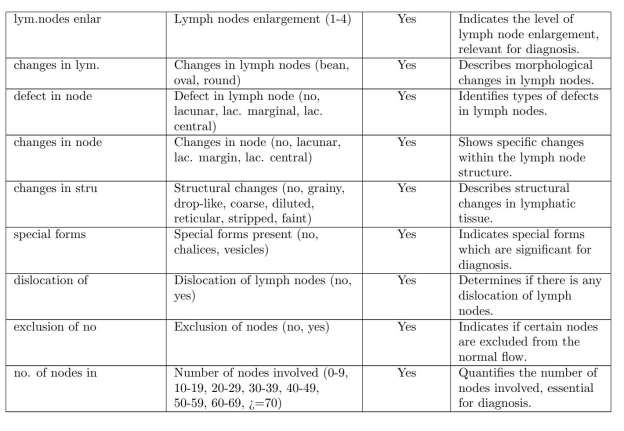 lym.nodes enlar Lymph nodes enlargement (1-4) Yes Indicates the level of
lymph node enlargement,
relevant for diagnosis.
changes in lym. Changes in lymph nodes (bean, Yes Describes morphological
oval, round) changes in lymph nodes.
defect in node Defect in lymph node (no, Yes Identifies types of defects
lacunar, lac. marginal, lac. in lymph nodes.
central)
changes in node Changes in node (no, lacunar, Yes Shows specific changes
lac. margin, lac. central) within the lymph node
structure.
changes in stru Structural changes (no, grainy, Yes Describes structural
drop-like, coarse, diluted, changes in lymphatic
reticular, stripped, faint) tissue.
special forms Special forms present (no, Yes Indicates special forms
chalices, vesicles) which are significant for
diagnosis.
dislocation of Dislocation of lymph nodes (no, Yes Determines if there is any
yes) dislocation of lymph
nodes.
exclusion of no Exclusion of nodes (no, yes) Yes Indicates if certain nodes
are excluded from the
normal flow.
no. of nodes in Number of nodes involved (0-9, Yes Quantifies the number of
10-19, 20-29, 30-39, 40-49, nodes involved, essential
50-59, 60-69, ¿=70) for diagnosis.